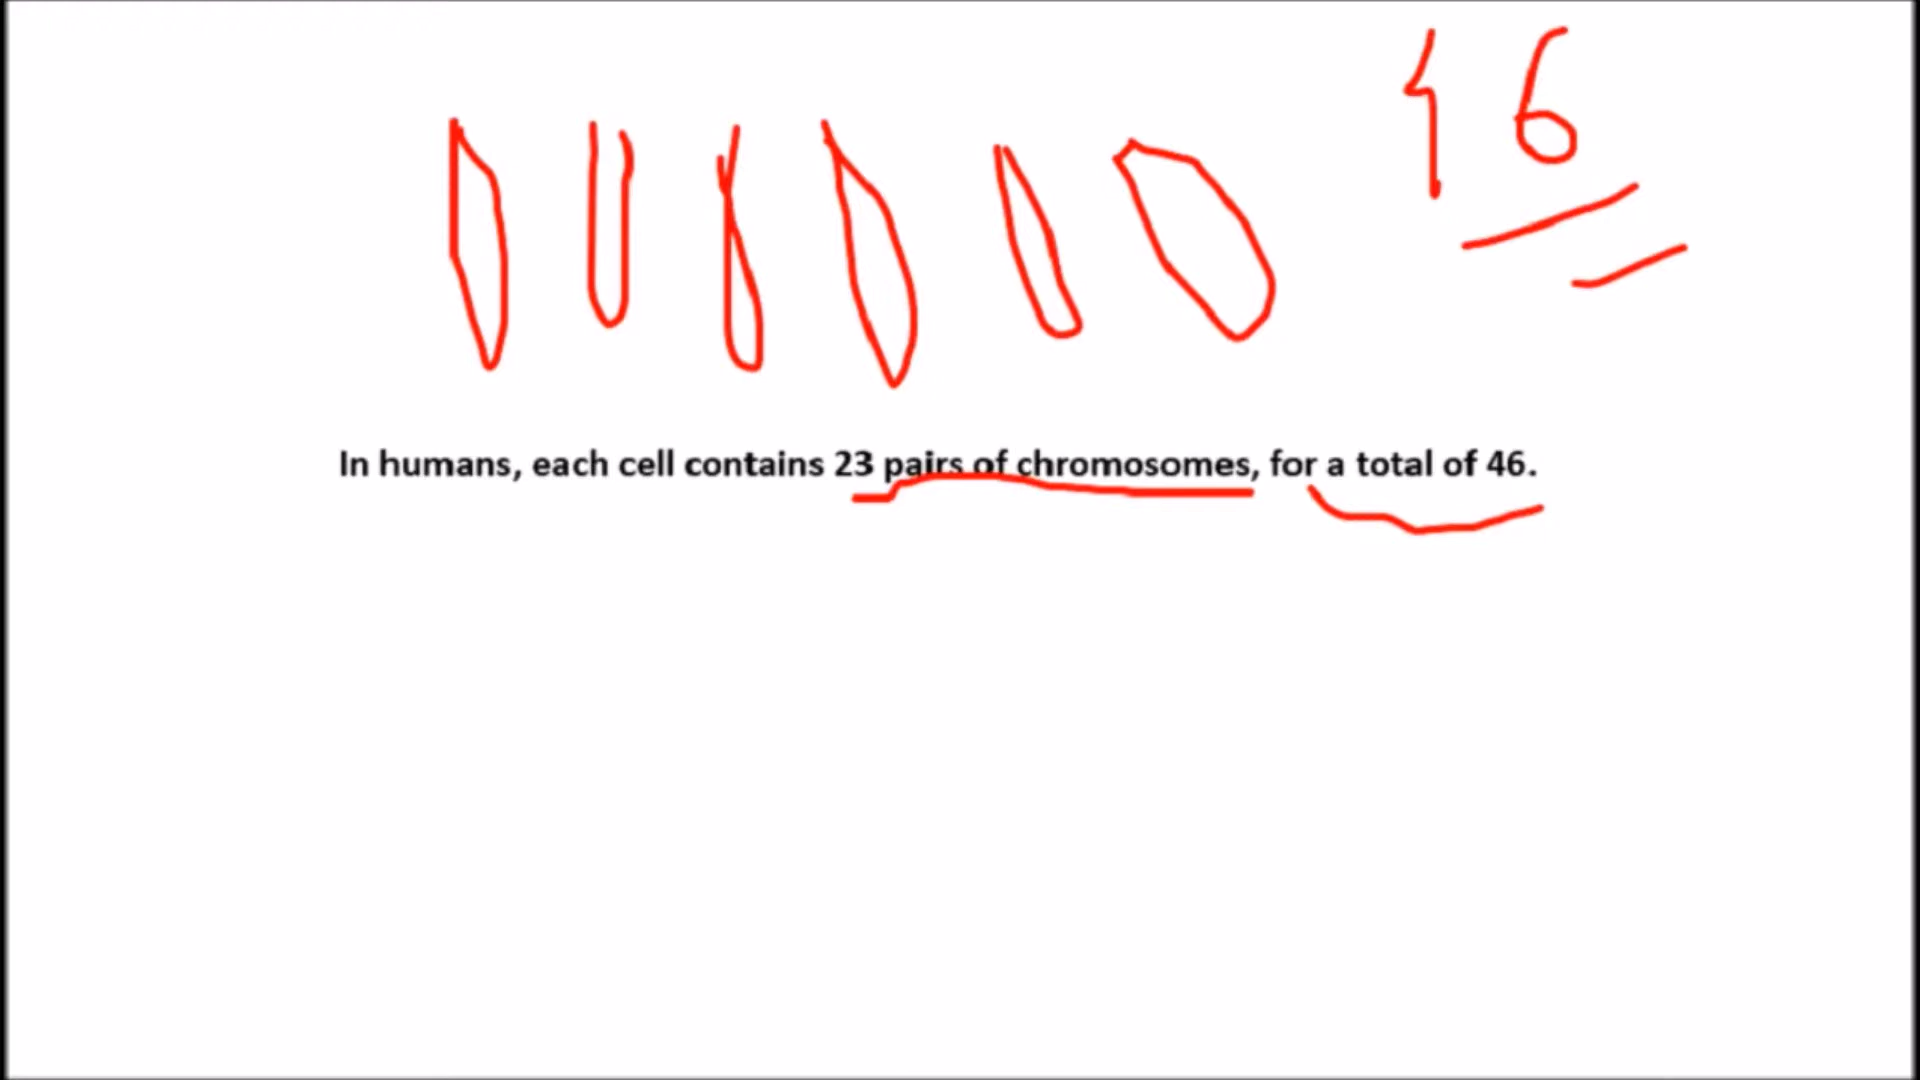 46
In humans, each cell contains 23 pairs of chromosomes, for a total of 46.